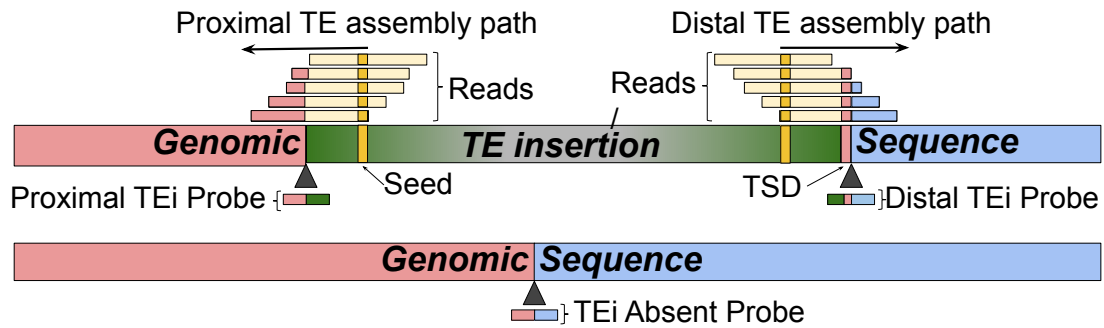 Proximal TE assembly path
Distal TE assembly path
Reads
Reads
Genomic
TE insertion
Sequence
Seed
TSD
Proximal TEi Probe
Distal TEi Probe
Genomic Sequence
TEi Absent Probe